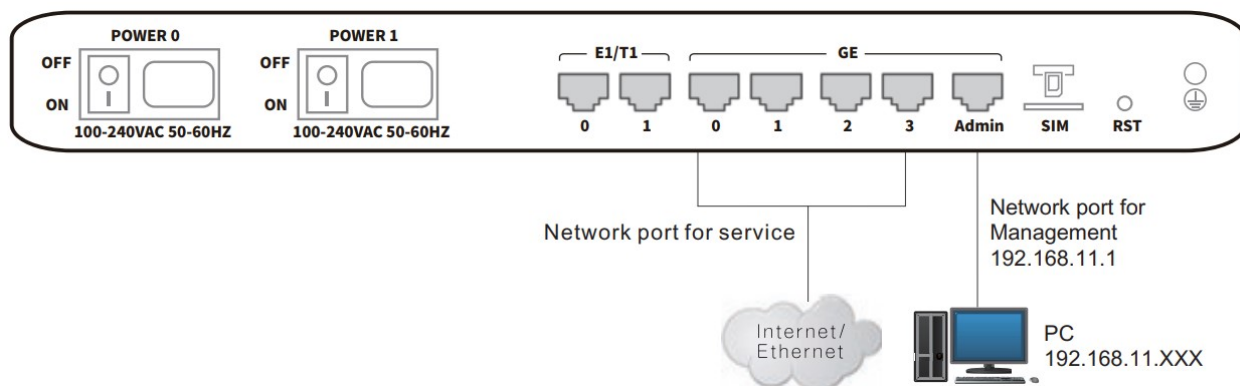 POWER 0
POWER 1
OFF
ON
OFF
ON
100-240VAC 50-60HZ
100-240VAC 50-60HZ
E1/T1
GE
0 1 0 1 2 3 Admin SIM RST
Network port for service
Network port for
Management
192.168.11.1
Internet/
Ethernet
PC
192.168.11.XXX